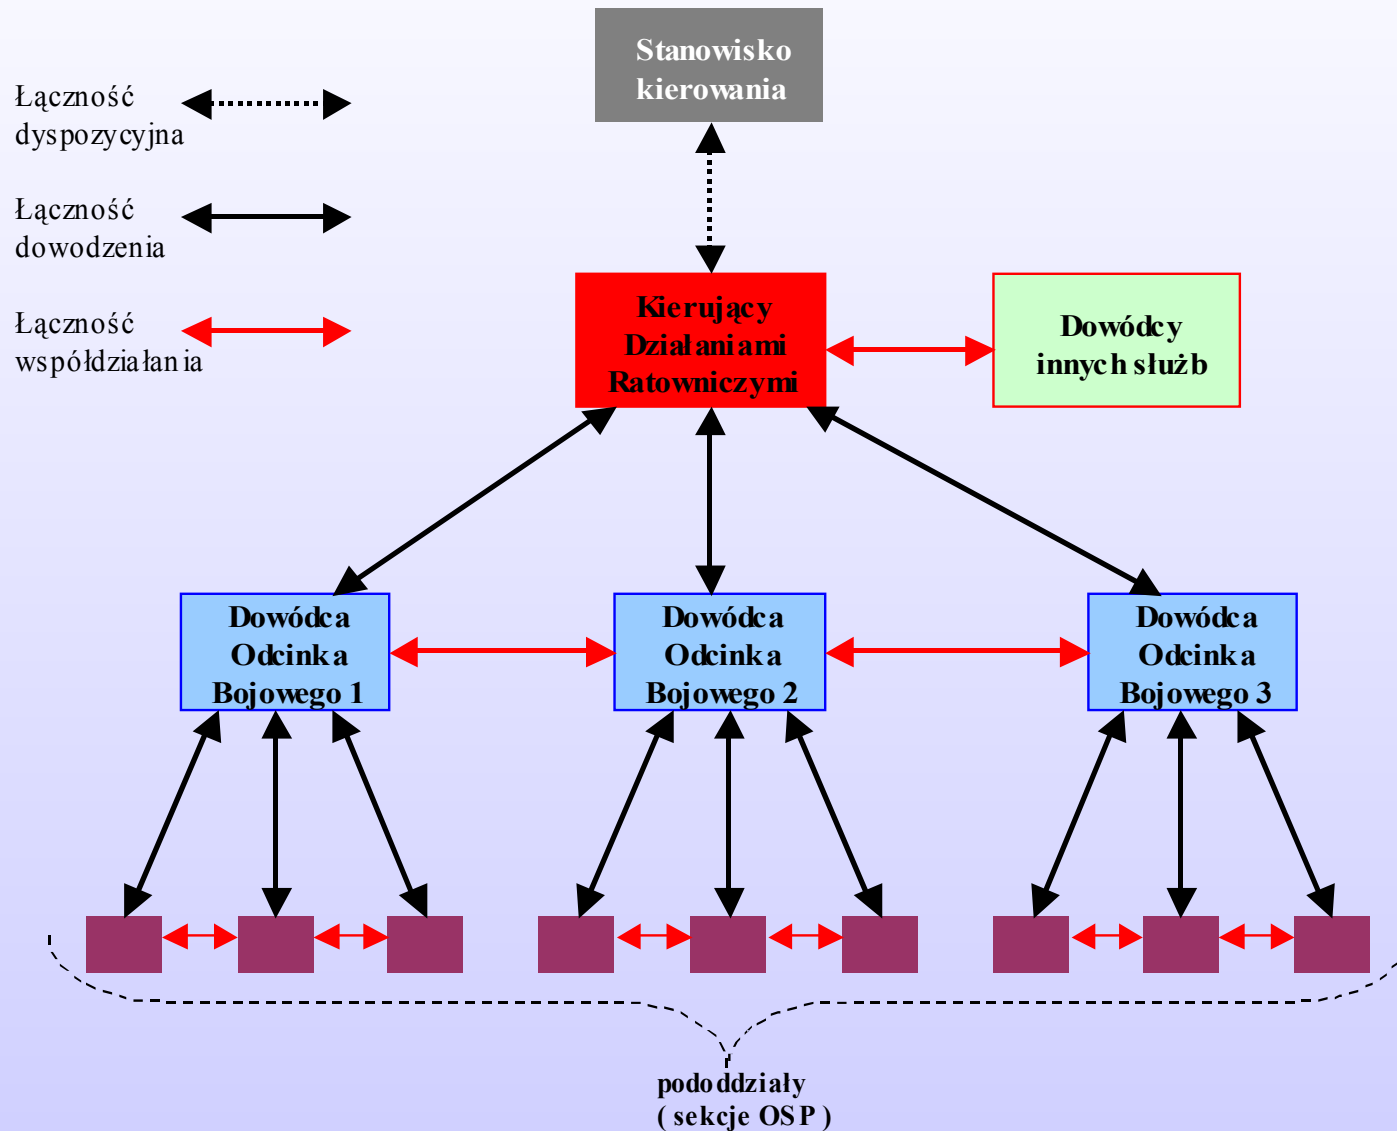 Stanowisko
kierowania
Łączność
dyspozycyjna
Łączność
dowodzenia
Łączność
współdziałania
Kierujący
Działaniami
Ratowniczymi
Dowódcy
innych służb
Dowódca
Odcinka
Bojowego 1
Dowódca
Odcinka
Bojowego 2
Dowódca
Odcinka
Bojowego 3
pododdziały
( sekcje OSP )